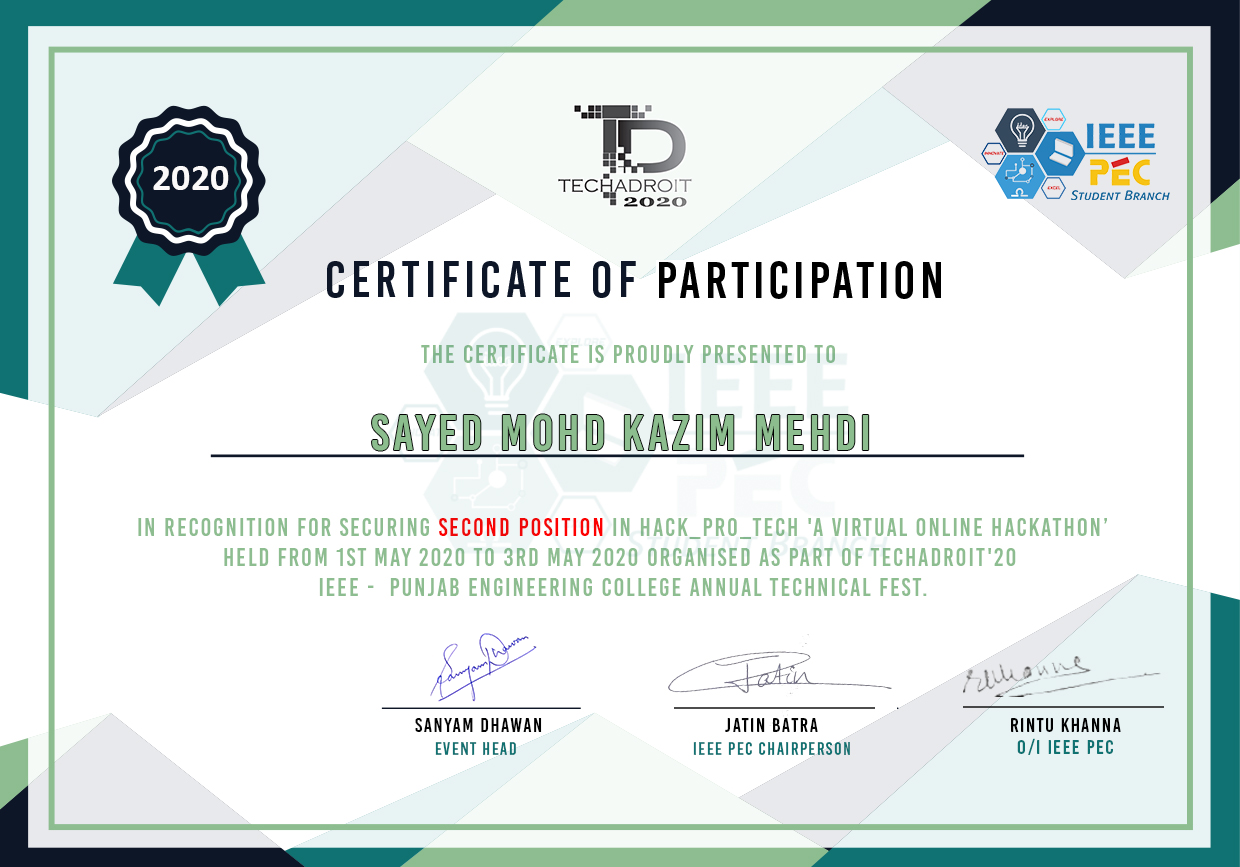 2020
TECHADROIT
2020
EXPLORE
INNOVATE
EXCEL
IEEE
PEC
STUDENT BRANCH
CERTIFICATE OF PARTICIPATION
THE CERTIFICATE IS PROUDLY PRESENTED TO
SAYED MOHD KAZIM MEHDI
IN RECOGNITION FOR SECURING SECOND POSITION IN HACK_PRO_TECH 'A VIRTUAL ONLINE HACKATHON’
HELD FROM 1ST MAY 2020 TO 3RD MAY 2020 ORGANISED AS PART OF TECHADROIT'20
IEEE - PUNJAB ENGINEERING COLLEGE ANNUAL TECHNICAL FEST.
Sanyam Dhawan
Jatin
SANYAM DHAWAN
EVENT HEAD
JATIN BATRA
IEEE PEC CHAIRPERSON
RINTU KHANNA
O/I IEEE PEC